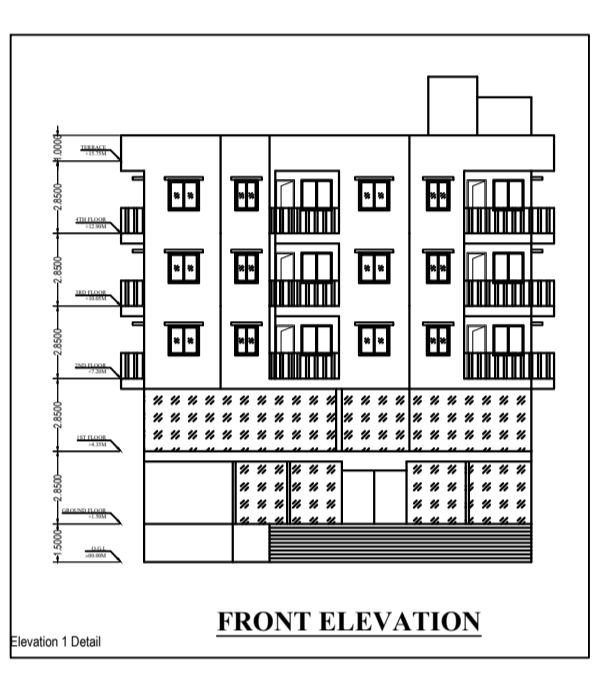 1.0000
TERRACE
+15.75M
2.8500
4TH FLOOR
+12.90M
2.8500
3RD FLOOR
+10.05M
2.8500
2ND FLOOR
+7.20M
2.8500
1ST FLOOR
+4.35M
2.8500
GROUND FLOOR
+1.50M
1.5000
O.G.L
±00.00M
FRONT ELEVATION
Elevation 1 Detail